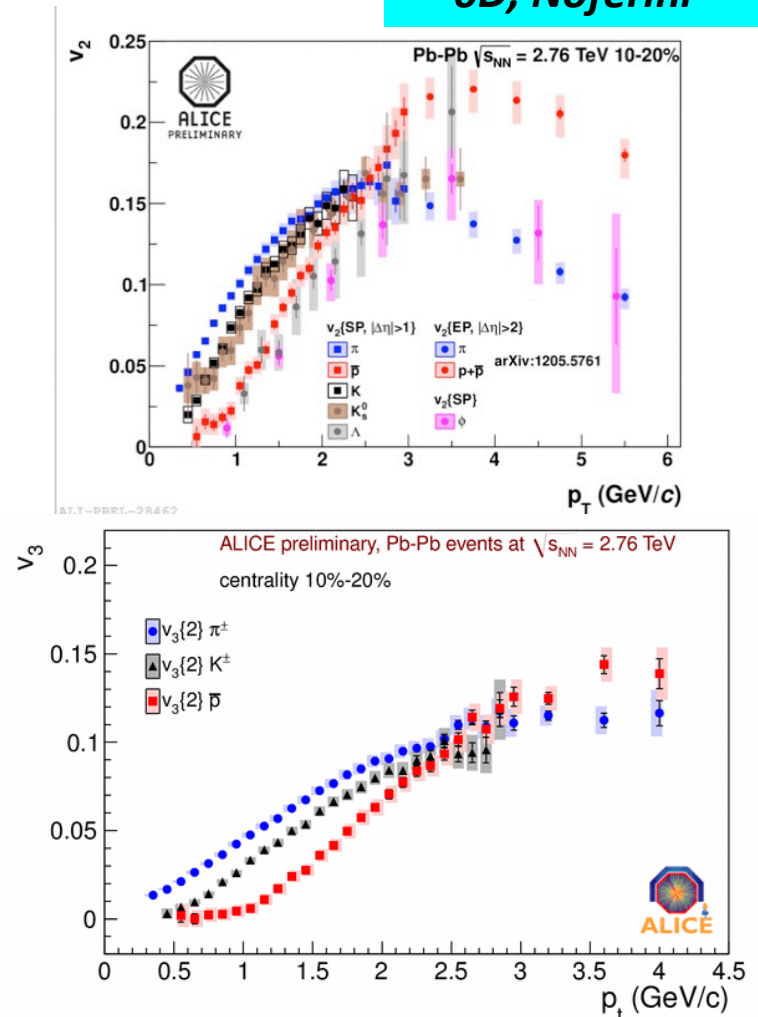 6D, Noferini
v₂
0.25
0.2
0.15
0.1
0.05
0
Pb-Pb √sNN = 2.76 TeV 10-20%
ALICE
PRELIMINARY
v₂{SP, |Δη|>1}
π
p̅
K
K⁰s
Λ
v₂{EP, |Δη|>2}
π
p+p̅
arXiv:1205.5761
v₂{SP}
ϕ
0 1 2 3 4 5 6
pT (GeV/c)
ALI-PREL-28462
v₃
0.2
0.15
0.1
0.05
0
ALICE preliminary, Pb-Pb events at √sNN = 2.76 TeV
centrality 10%-20%
v₃{2} π±
v₃{2} K±
v₃{2} p̅
ALICE
0 0.5 1 1.5 2 2.5 3 3.5 4 4.5
pt (GeV/c)